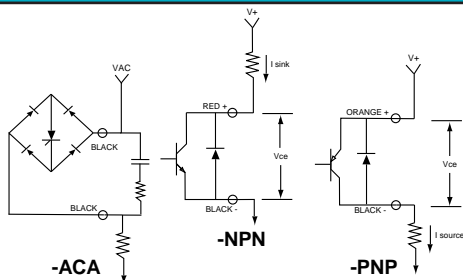 VAC
BLACK
BLACK
-ACA
V+
I sink
RED +
Vce
BLACK -
-NPN
V+
ORANGE +
Vce
BLACK -
I source
-PNP